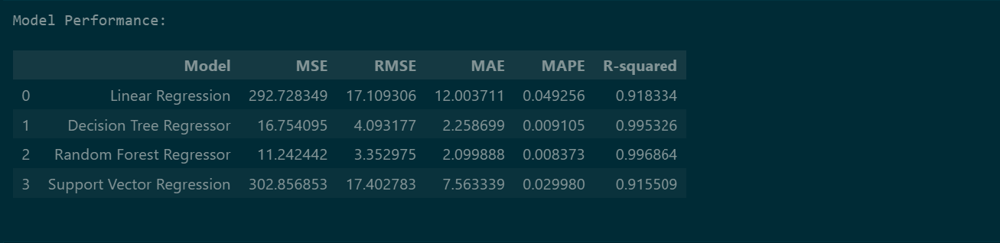 Model Performance:
Model MSE RMSE MAE MAPE R-squared
0 Linear Regression 292.728349 17.109306 12.003711 0.049256 0.918334
1 Decision Tree Regressor 16.754095 4.093177 2.258699 0.009105 0.995326
2 Random Forest Regressor 11.242442 3.352975 2.099888 0.008373 0.996864
3 Support Vector Regression 302.856853 17.402783 7.563339 0.029980 0.915509